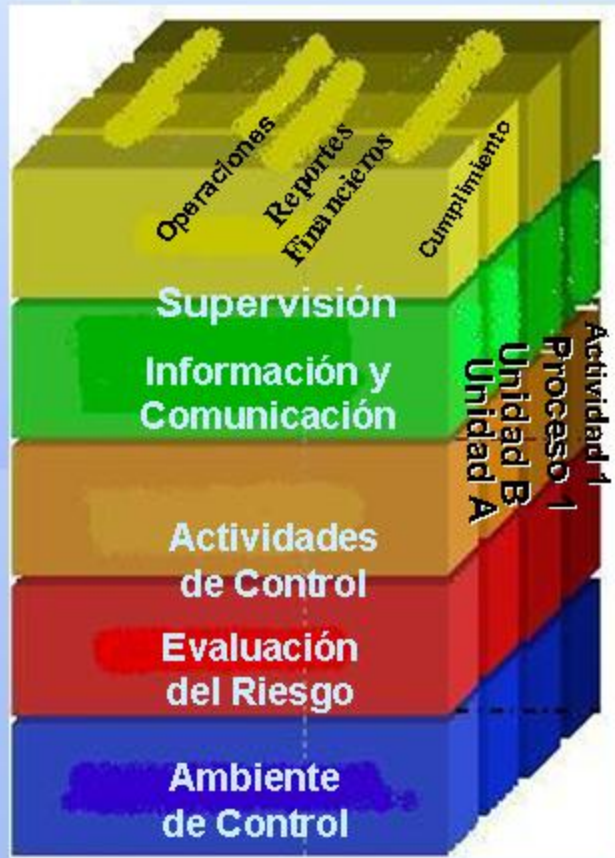 Operaciones
Reportes
Financieros
Cumplimiento
Supervisión
Información y
Comunicación
Actividades
de Control
Evaluación
del Riesgo
Ambiente
de Control
Unidad A
Unidad B
Proceso 1
Actividad 1